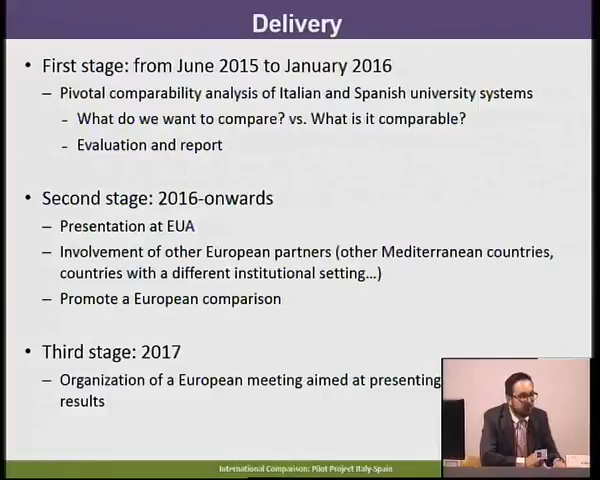 Delivery
• First stage: from June 2015 to January 2016
– Pivotal comparability analysis of Italian and Spanish university systems
- What do we want to compare? vs. What is it comparable?
- Evaluation and report
• Second stage: 2016-onwards
– Presentation at EUA
– Involvement of other European partners (other Mediterranean countries,
countries with a different institutional setting...)
– Promote a European comparison
• Third stage: 2017
– Organization of a European meeting aimed at presenting
results
International Comparison: Pilot Project Italy-Spain